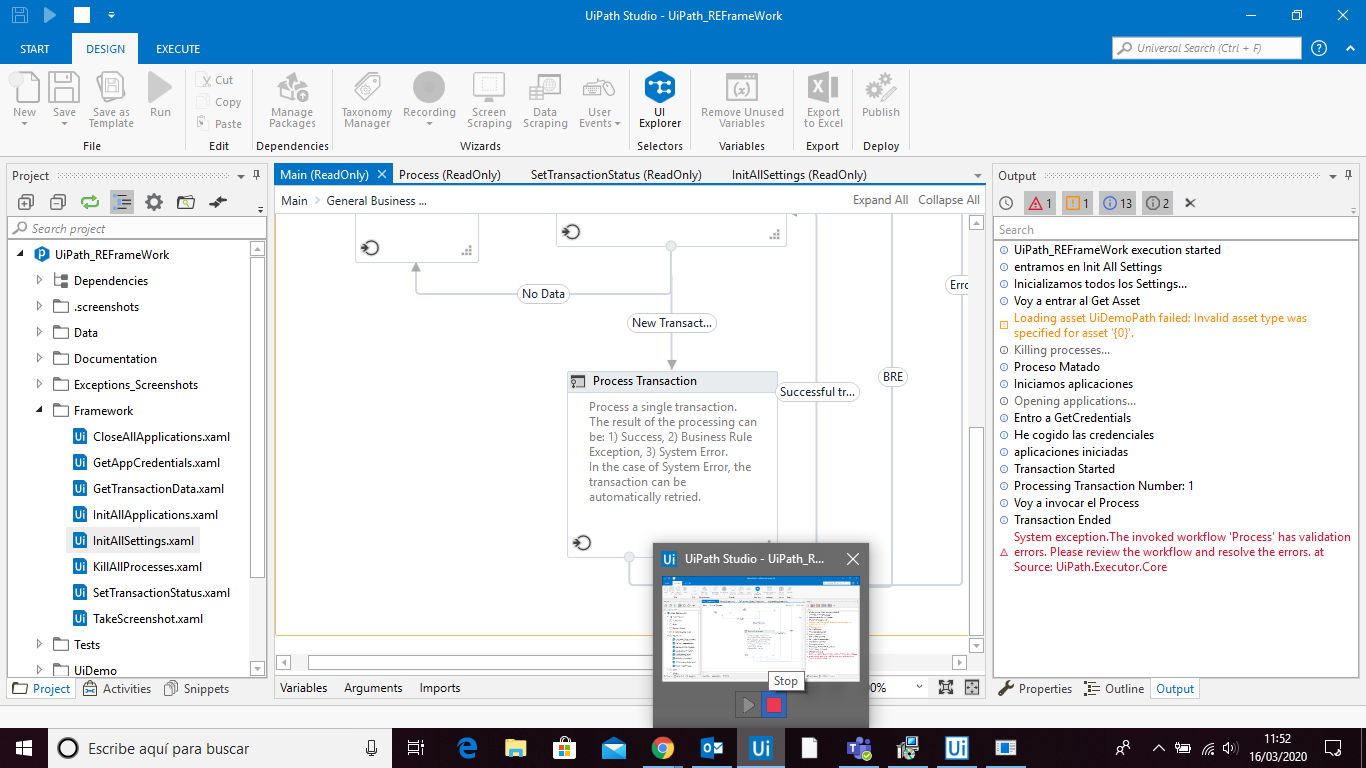 UiPath Studio - UiPath_REFrameWork
START DESIGN EXECUTE
Universal Search (Ctrl + F)
New
Save
Save as Template
Run
Cut
Copy
Paste
Manage Packages
Taxonomy Manager
Recording
Screen Scraping
Data Scraping
User Events
UI Explorer
Remove Unused Variables
Export to Excel
Publish
File
Edit
Dependencies
Wizards
Selectors
Variables
Export
Deploy
Project
Search project
UiPath_REFrameWork
Dependencies
.screenshots
Data
Documentation
Exceptions_Screenshots
Framework
CloseAllApplications.xaml
GetAppCredentials.xaml
GetTransactionData.xaml
InitAllApplications.xaml
InitAllSettings.xaml
KillAllProcesses.xaml
SetTransactionStatus.xaml
TakeScreenshot.xaml
Tests
UiDemo
Project Activities Snippets
Main (ReadOnly) Process (ReadOnly) SetTransactionStatus (ReadOnly) InitAllSettings (ReadOnly)
Main General Business ... Expand All Collapse All
No Data
New Transact...
Erro
BRE
Successful tr...
Process Transaction
Process a single transaction.
The result of the processing can
be: 1) Success, 2) Business Rule
Exception, 3) System Error.
In the case of System Error, the
transaction can be
automatically retried.
UiPath Studio - UiPath_R...
Stop
Variables Arguments Imports
00%
Output
1 1 13 2
Search
UiPath_REFrameWork execution started
entramos en Init All Settings
Inicializamos todos los Settings...
Voy a entrar al Get Asset
Loading asset UiDemoPath failed: Invalid asset type was
specified for asset '{0}'.
Killing processes...
Proceso Matado
Iniciamos aplicaciones
Opening applications...
Entro a GetCredentials
He cogido las credenciales
aplicaciones iniciadas
Transaction Started
Processing Transaction Number: 1
Voy a invocar el Process
Transaction Ended
System exception.The invoked workflow 'Process' has validation
errors. Please review the workflow and resolve the errors. at
Source: UiPath.Executor.Core
Properties Outline Output
Escribe aquí para buscar
11:52
16/03/2020